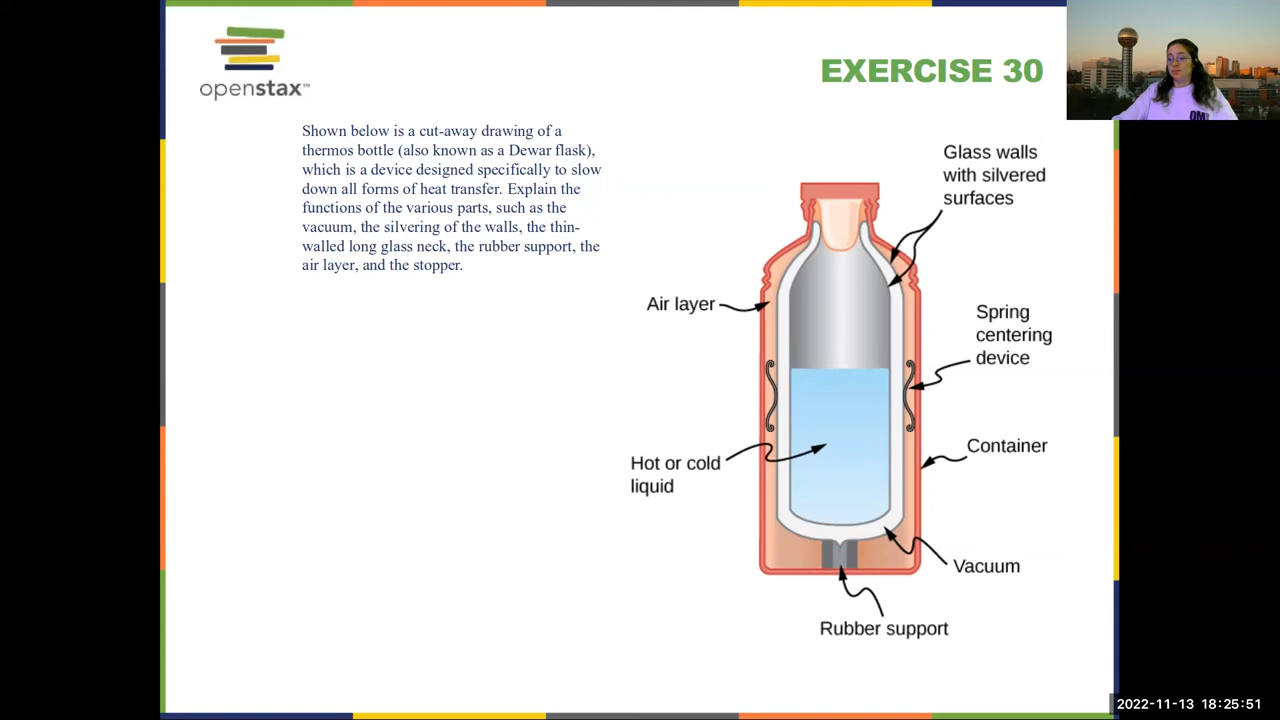 openstax™
EXERCISE 30
Shown below is a cut-away drawing of a
thermos bottle (also known as a Dewar flask),
which is a device designed specifically to slow
down all forms of heat transfer. Explain the
functions of the various parts, such as the
vacuum, the silvering of the walls, the thin-
walled long glass neck, the rubber support, the
air layer, and the stopper.
Glass walls
with silvered
surfaces
Air layer
Spring
centering
device
Container
Hot or cold
liquid
Vacuum
Rubber support
2022-11-13 18:25:51